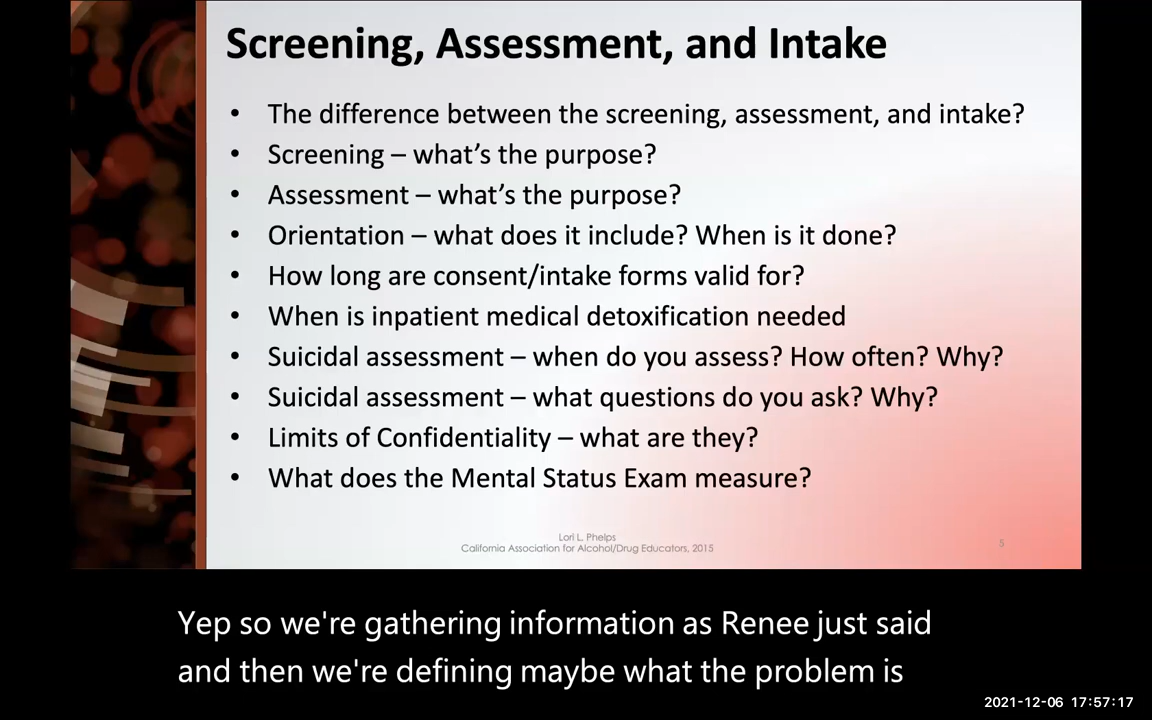 Screening, Assessment, and Intake
• The difference between the screening, assessment, and intake?
• Screening – what's the purpose?
• Assessment – what's the purpose?
• Orientation – what does it include? When is it done?
• How long are consent/intake forms valid for?
• When is inpatient medical detoxification needed
• Suicidal assessment – when do you assess? How often? Why?
• Suicidal assessment – what questions do you ask? Why?
• Limits of Confidentiality – what are they?
• What does the Mental Status Exam measure?
Lori L. Phelps
California Association for Alcohol/Drug Educators, 2015
5
Yep so we're gathering information as Renee just said
and then we're defining maybe what the problem is
2021-12-06 17:57:17